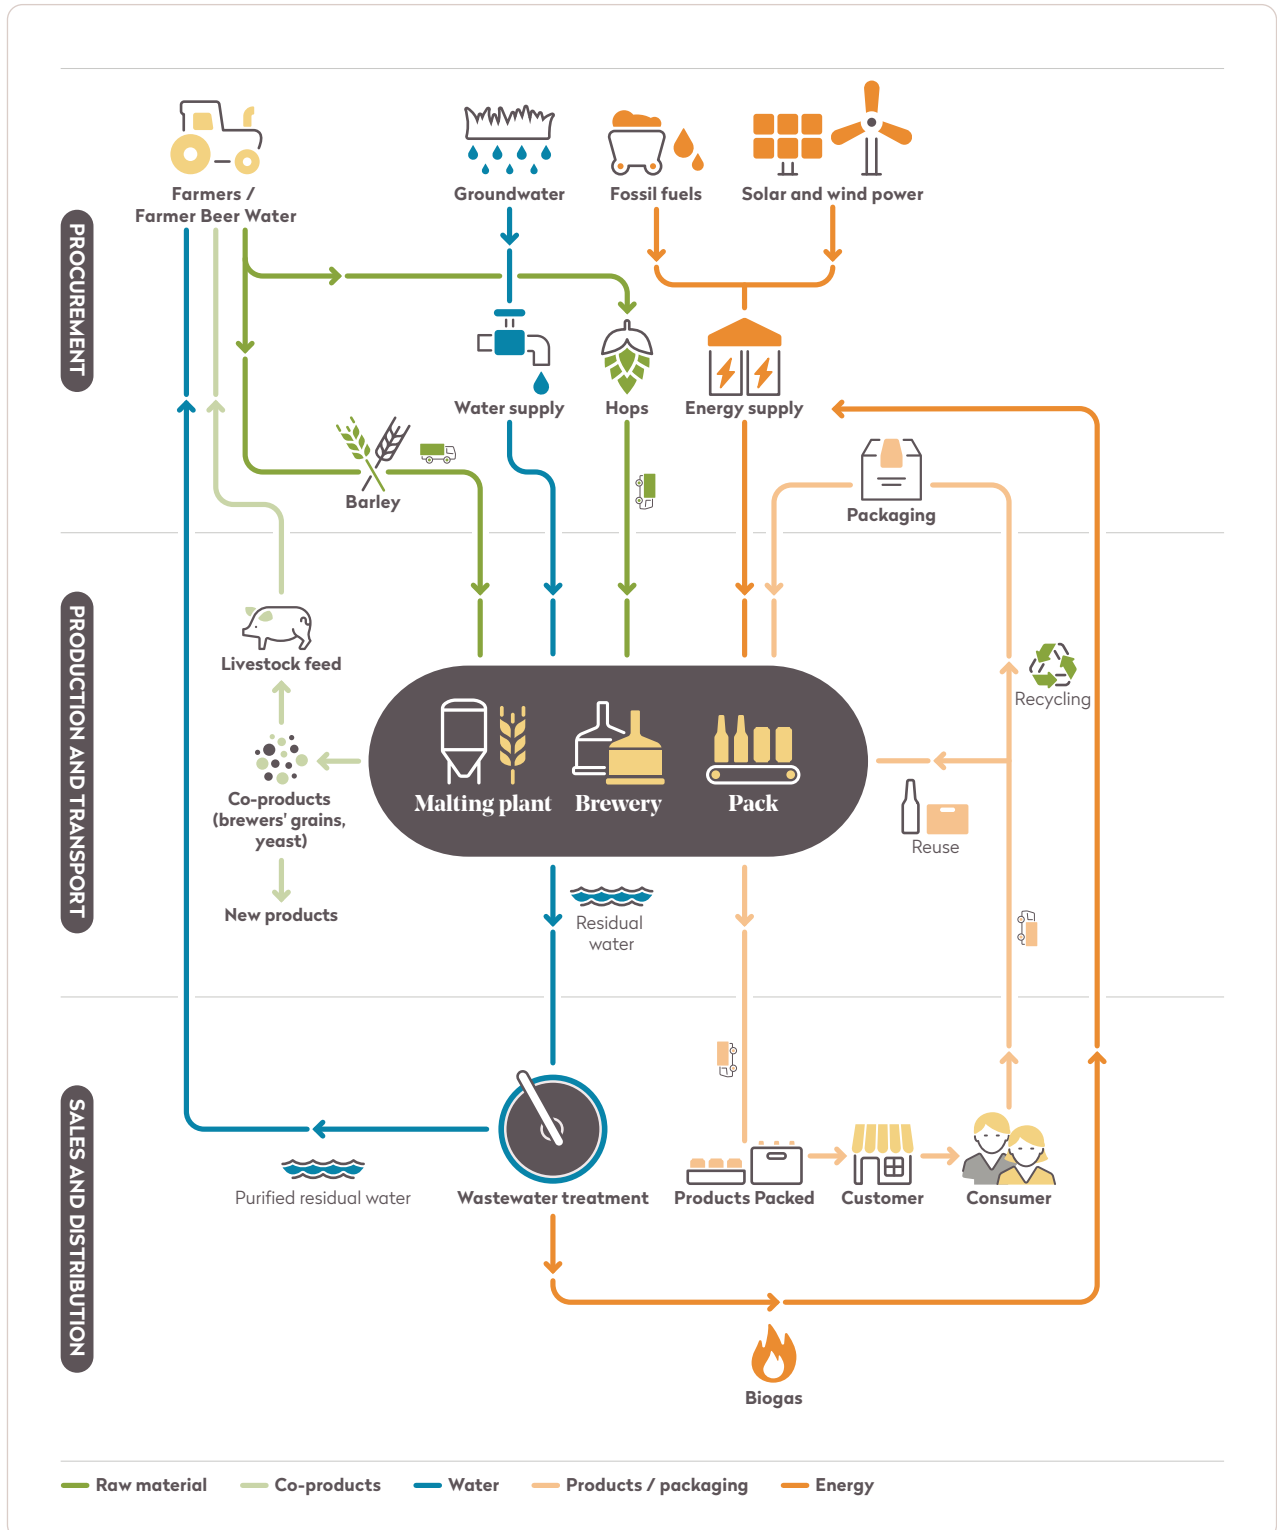 PROCUREMENT
Farmers /
Farmer Beer Water
Groundwater
Fossil fuels
Solar and wind power
Water supply
Hops
Energy supply
Barley
Packaging
PRODUCTION AND TRANSPORT
Livestock feed
Recycling
Co-products
(brewers' grains,
yeast)
Malting plant
Brewery
Pack
Reuse
New products
Residual
water
SALES AND DISTRIBUTION
Purified residual water
Wastewater treatment
Products Packed
Customer
Consumer
Biogas
Raw material
Co-products
Water
Products / packaging
Energy